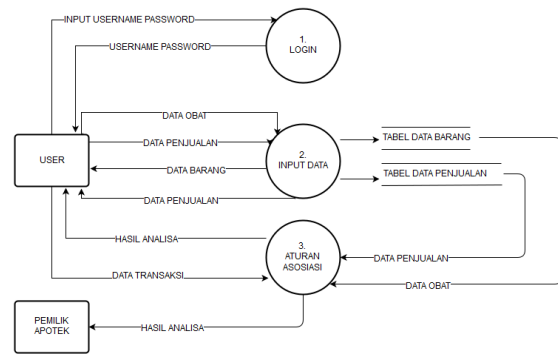 INPUT USERNAME PASSWORD
1.
LOGIN
USERNAME PASSWORD
DATA OBAT
TABEL DATA BARANG
DATA PENJUALAN
USER
2.
INPUT DATA
DATA BARANG
TABEL DATA PENJUALAN
DATA PENJUALAN
HASIL ANALISA
3.
ATURAN
ASOSIASI
DATA PENJUALAN
DATA TRANSAKSI
DATA OBAT
PEMILIK
APOTEK
HASIL ANALISA